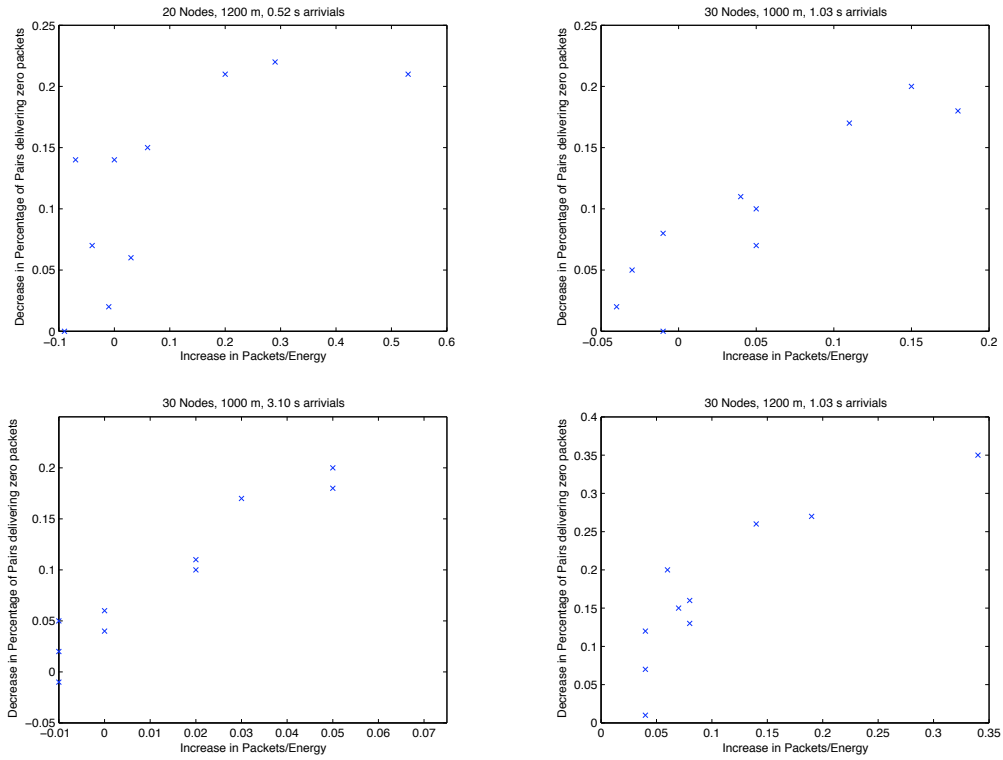 20 Nodes, 1200 m, 0.52 s arrivials
Decrease in Percentage of Pairs delivering zero packets
0.25
0.2
0.15
0.1
0.05
0
−0.1 0 0.1 0.2 0.3 0.4 0.5 0.6
Increase in Packets/Energy
30 Nodes, 1000 m, 1.03 s arrivials
Decrease in Percentage of Pairs delivering zero packets
0.25
0.2
0.15
0.1
0.05
0
−0.05 0 0.05 0.1 0.15 0.2
Increase in Packets/Energy
30 Nodes, 1000 m, 3.10 s arrivials
Decrease in Percentage of Pairs delivering zero packets
0.2
0.15
0.1
0.05
0
−0.05
−0.01 0 0.01 0.02 0.03 0.04 0.05 0.06 0.07
Increase in Packets/Energy
30 Nodes, 1200 m, 1.03 s arrivials
Decrease in Percentage of Pairs delivering zero packets
0.4
0.35
0.3
0.25
0.2
0.15
0.1
0.05
0
0 0.05 0.1 0.15 0.2 0.25 0.3 0.35
Increase in Packets/Energy